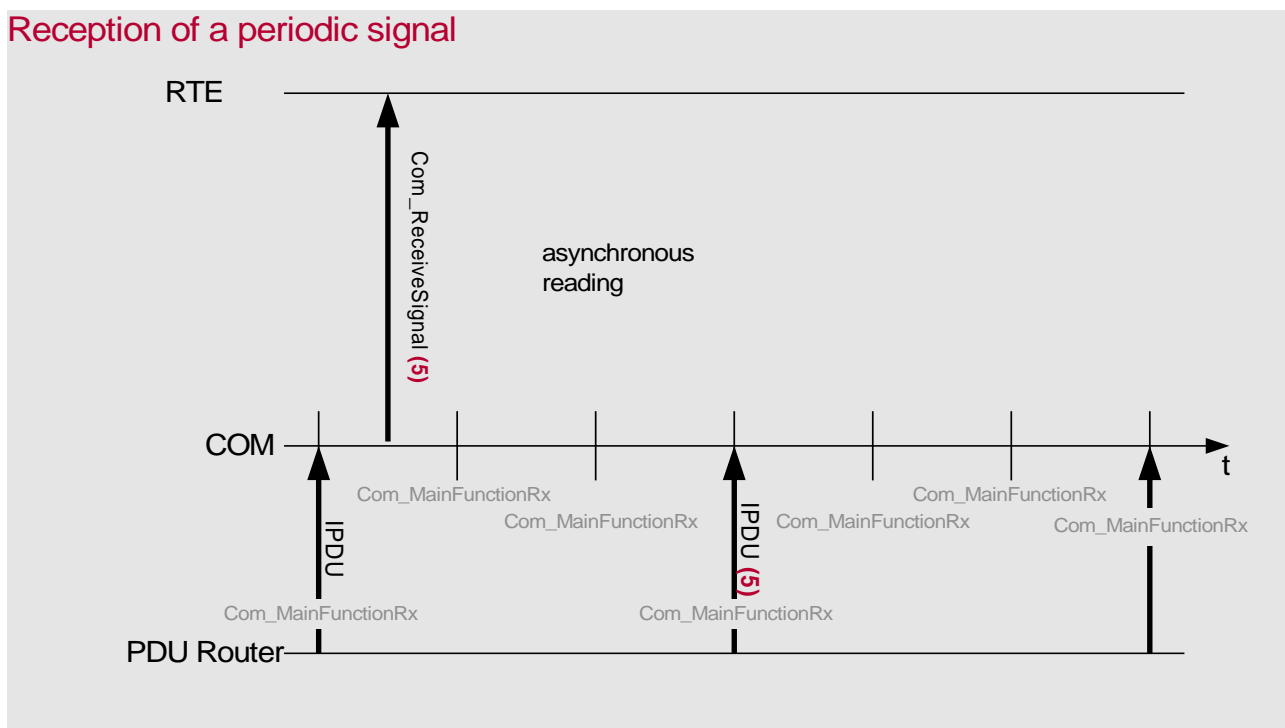 Reception of a periodic signal
RTE
Com_ReceiveSignal (5)
asynchronous
reading
COM
t
Com_MainFunctionRx
Com_MainFunctionRx
Com_MainFunctionRx
Com_MainFunctionRx
Com_MainFunctionRx
IPDU
IPDU (5)
Com_MainFunctionRx
Com_MainFunctionRx
PDU Router